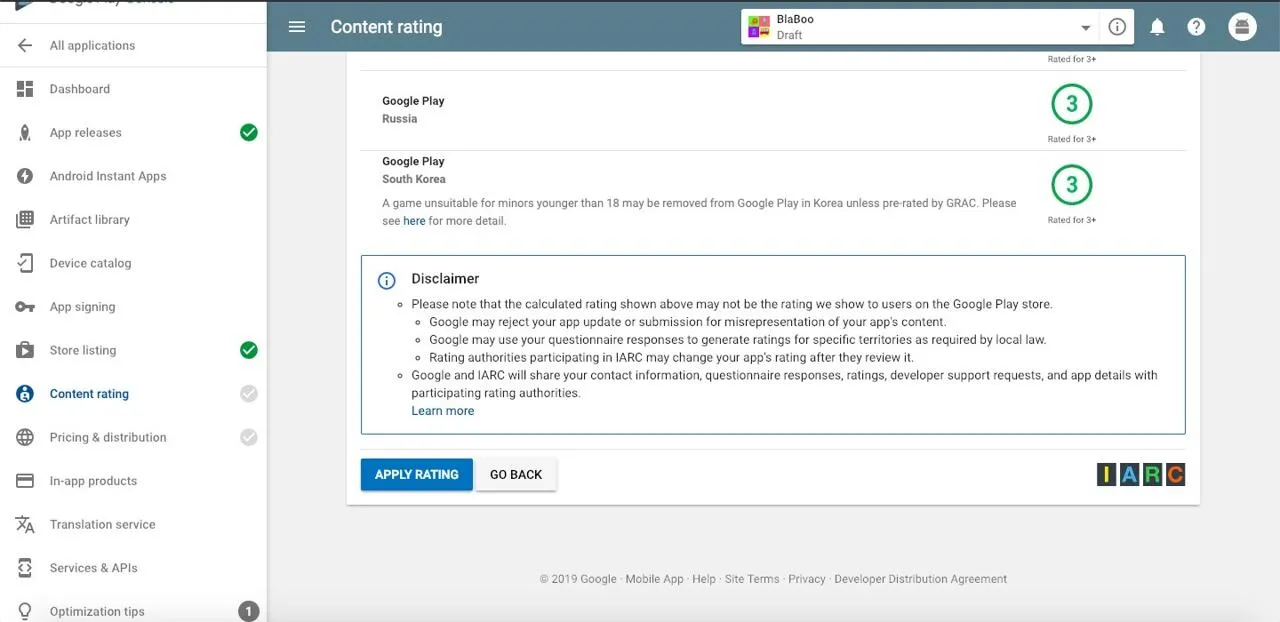 Google Play Console
All applications
Dashboard
App releases
Android Instant Apps
Artifact library
Device catalog
App signing
Store listing
Content rating
Pricing & distribution
In-app products
Translation service
Services & APIs
Optimization tips
1
Content rating
BlaBoo
Draft
Rated for 3+
Google Play
Russia
3
Rated for 3+
Google Play
South Korea
A game unsuitable for minors younger than 18 may be removed from Google Play in Korea unless pre-rated by GRAC. Please
see here for more detail.
3
Rated for 3+
Disclaimer
Please note that the calculated rating shown above may not be the rating we show to users on the Google Play store.
Google may reject your app update or submission for misrepresentation of your app's content.
Google may use your questionnaire responses to generate ratings for specific territories as required by local law.
Rating authorities participating in IARC may change your app's rating after they review it.
Google and IARC will share your contact information, questionnaire responses, ratings, developer support requests, and app details with
participating rating authorities.
Learn more
APPLY RATING
GO BACK
IARC
© 2019 Google · Mobile App · Help · Site Terms · Privacy · Developer Distribution Agreement